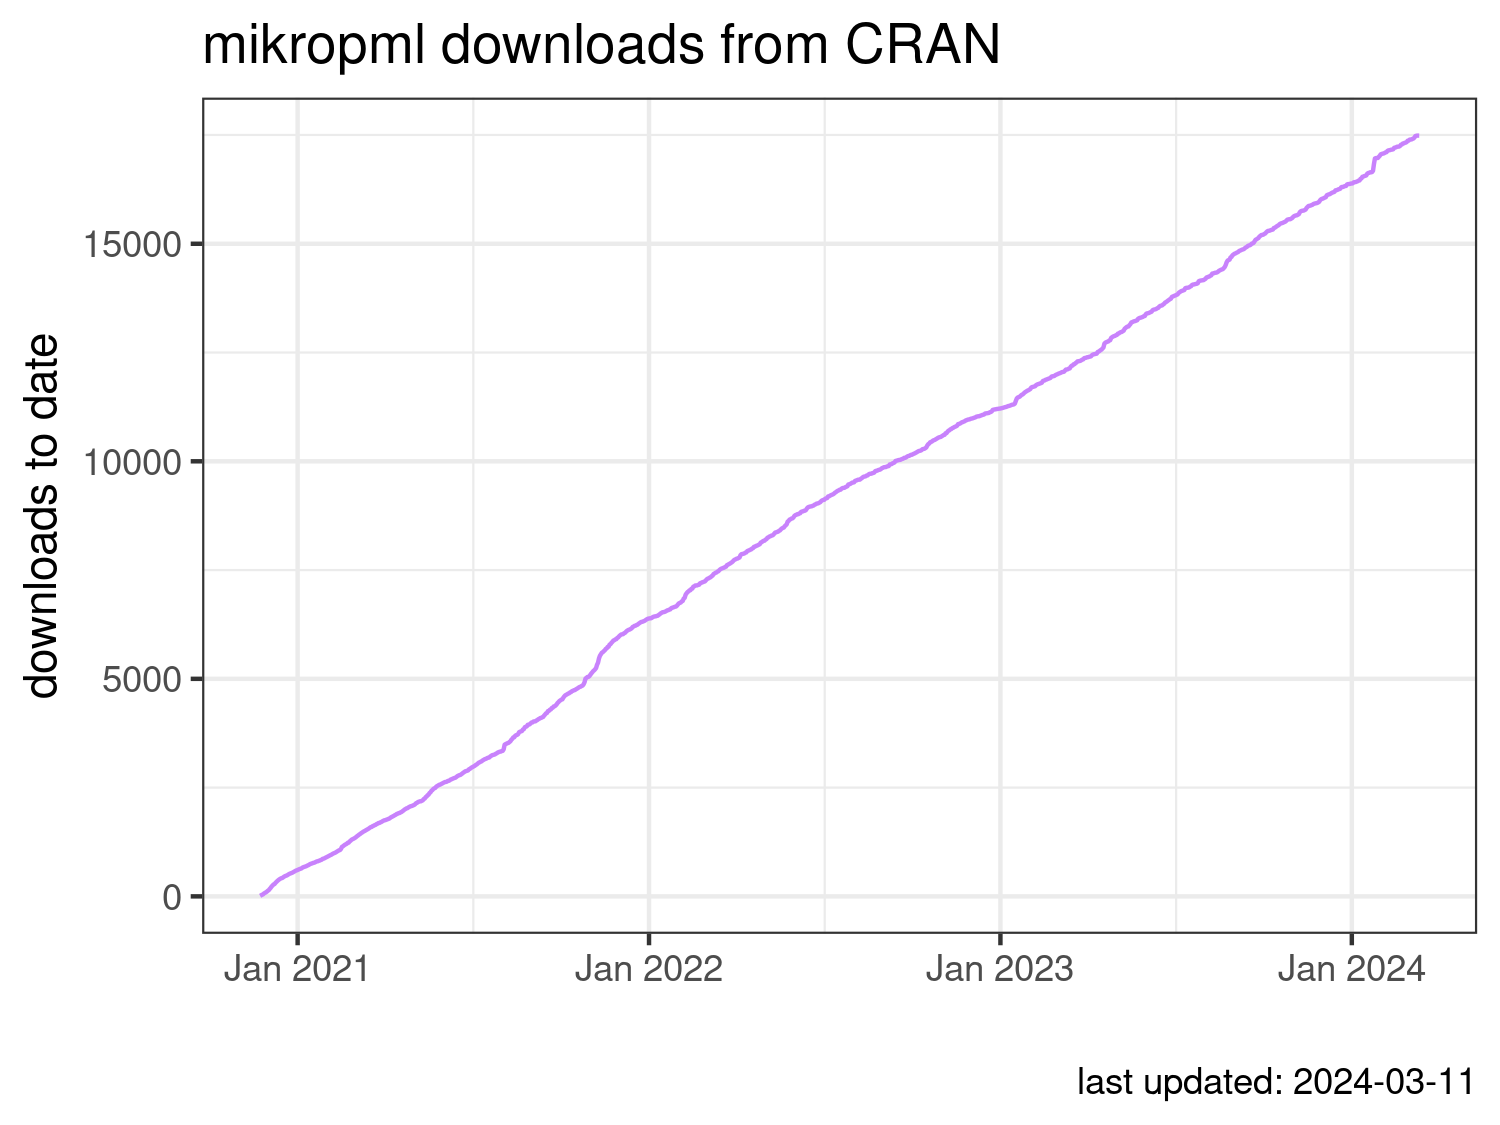 mikropml downloads from CRAN
downloads to date
15000
10000
5000
0
Jan 2021
Jan 2022
Jan 2023
Jan 2024
last updated: 2024-03-11